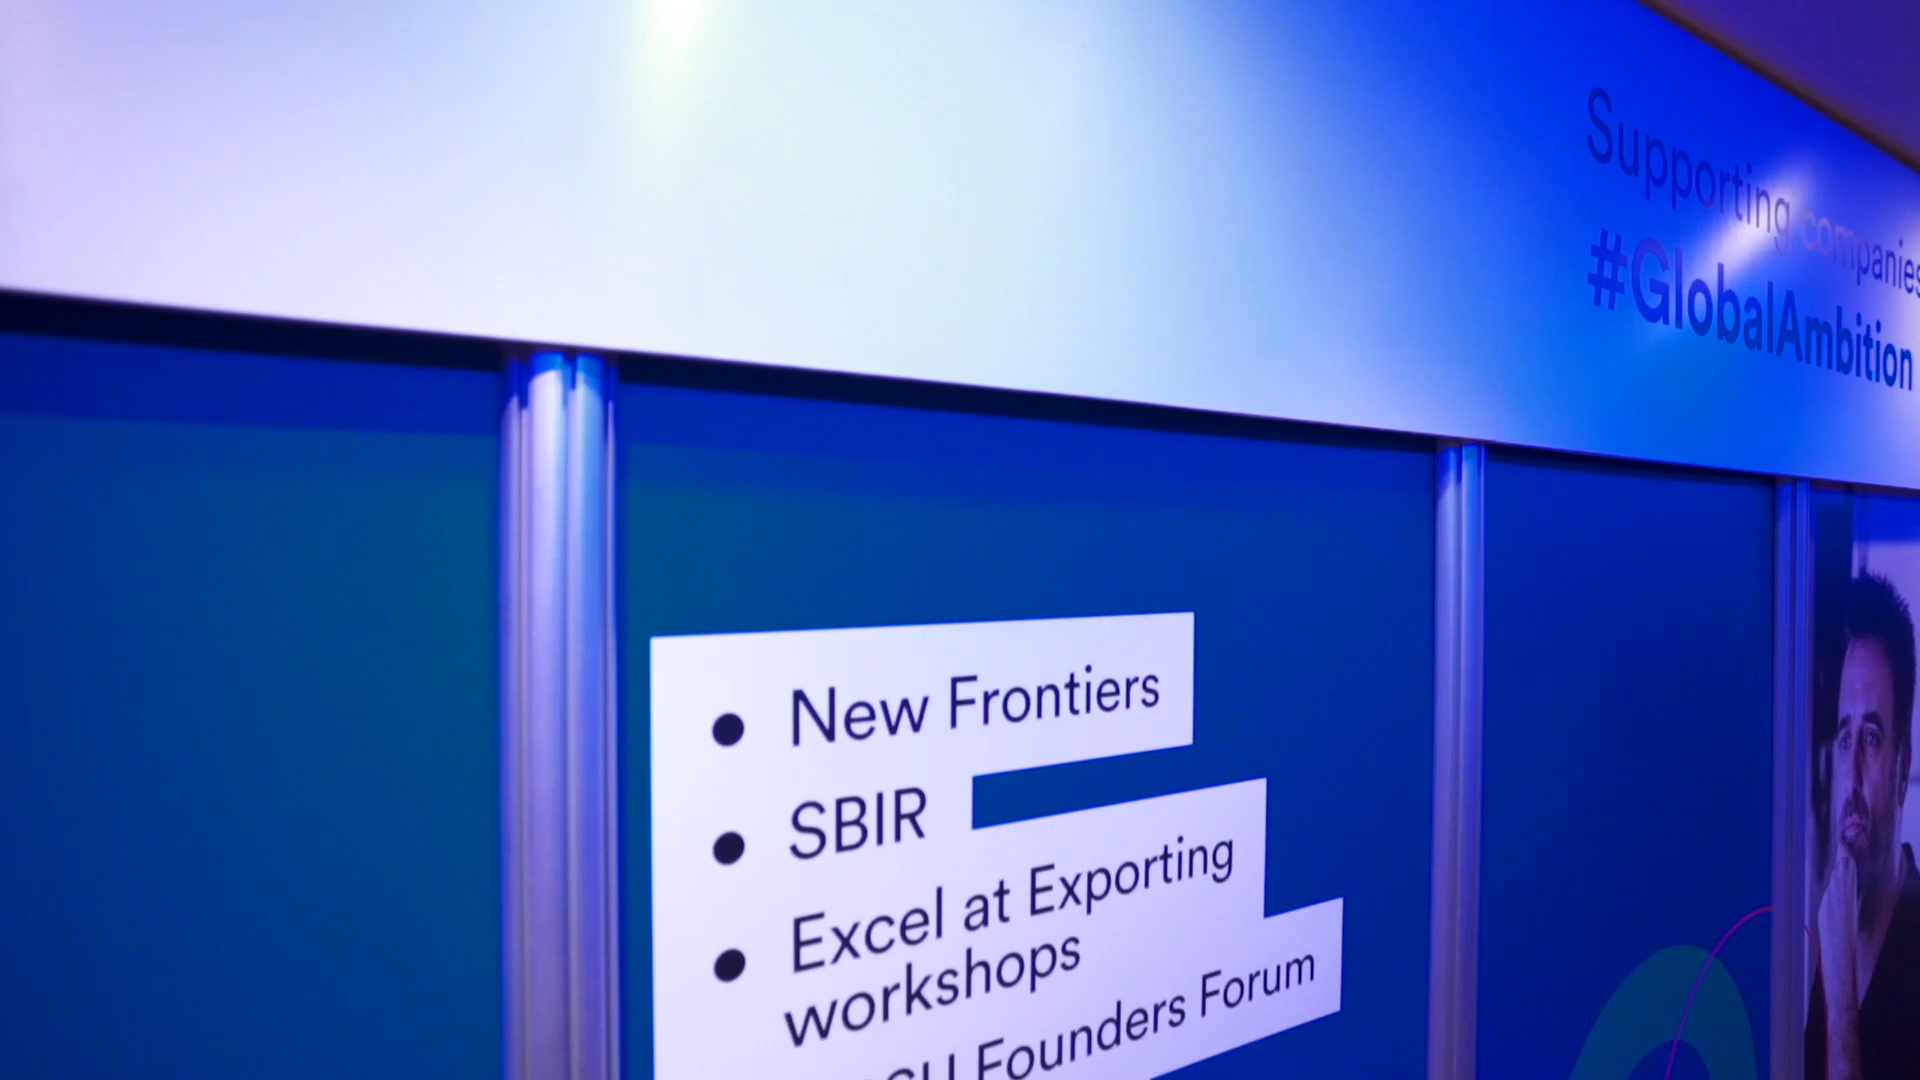 Supporting companies
#GlobalAmbition
• New Frontiers
• SBIR
• Excel at Exporting
workshops
Founders Forum